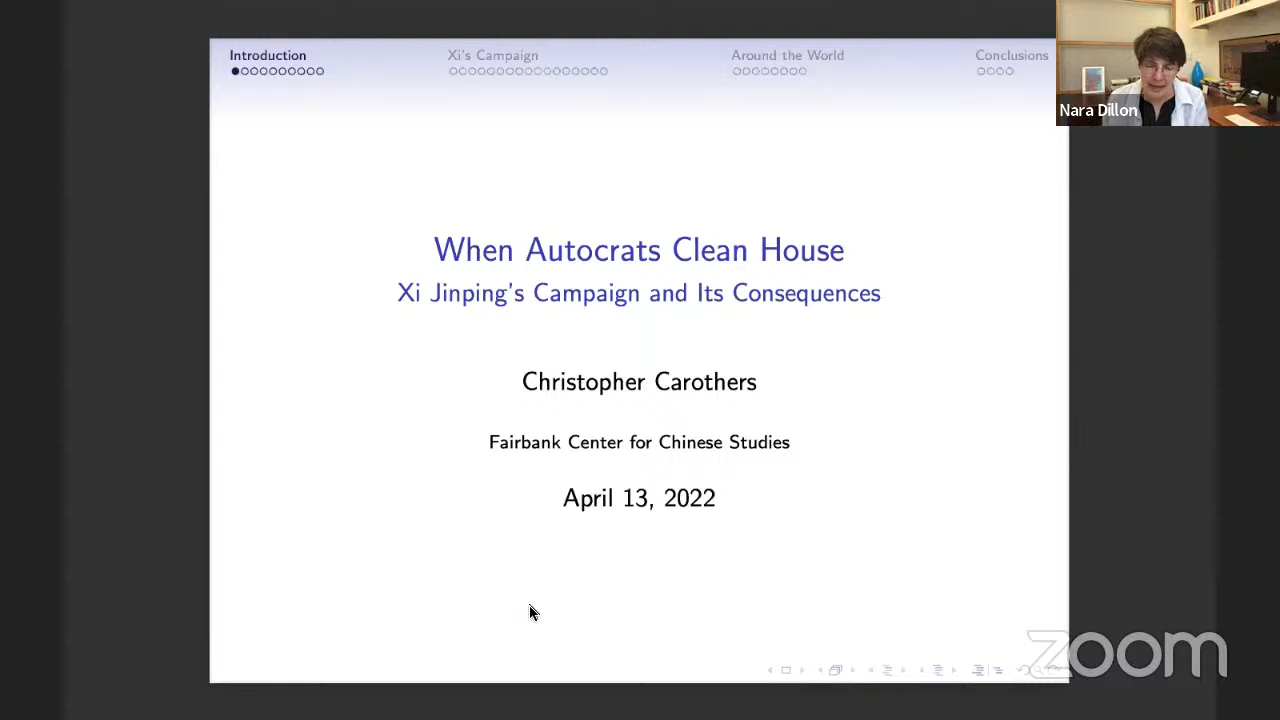 Introduction
Xi's Campaign
Around the World
Conclusions
Nara Dillon
When Autocrats Clean House
Xi Jinping's Campaign and Its Consequences
Christopher Carothers
Fairbank Center for Chinese Studies
April 13, 2022
zoom